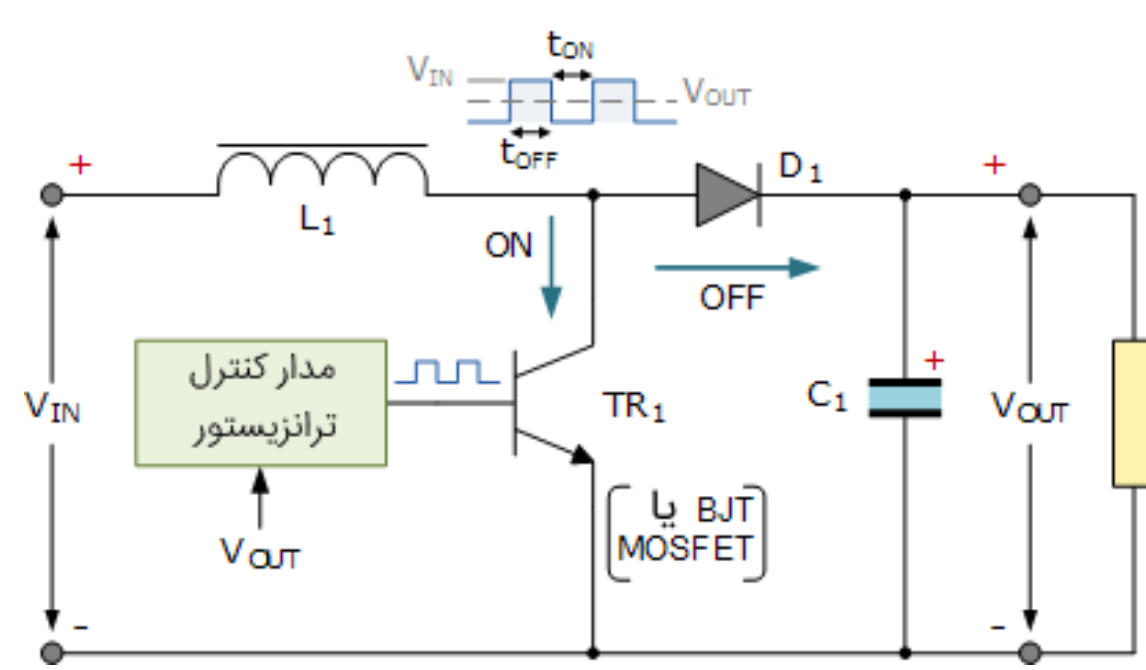 tON
VIN
VOUT
tOFF
+
L1
D1
+
ON
OFF
مدار کنترل
ترانزیستور
VIN
TR1
C1
+
VOUT
VOUT
یا BJT
MOSFET
-
-